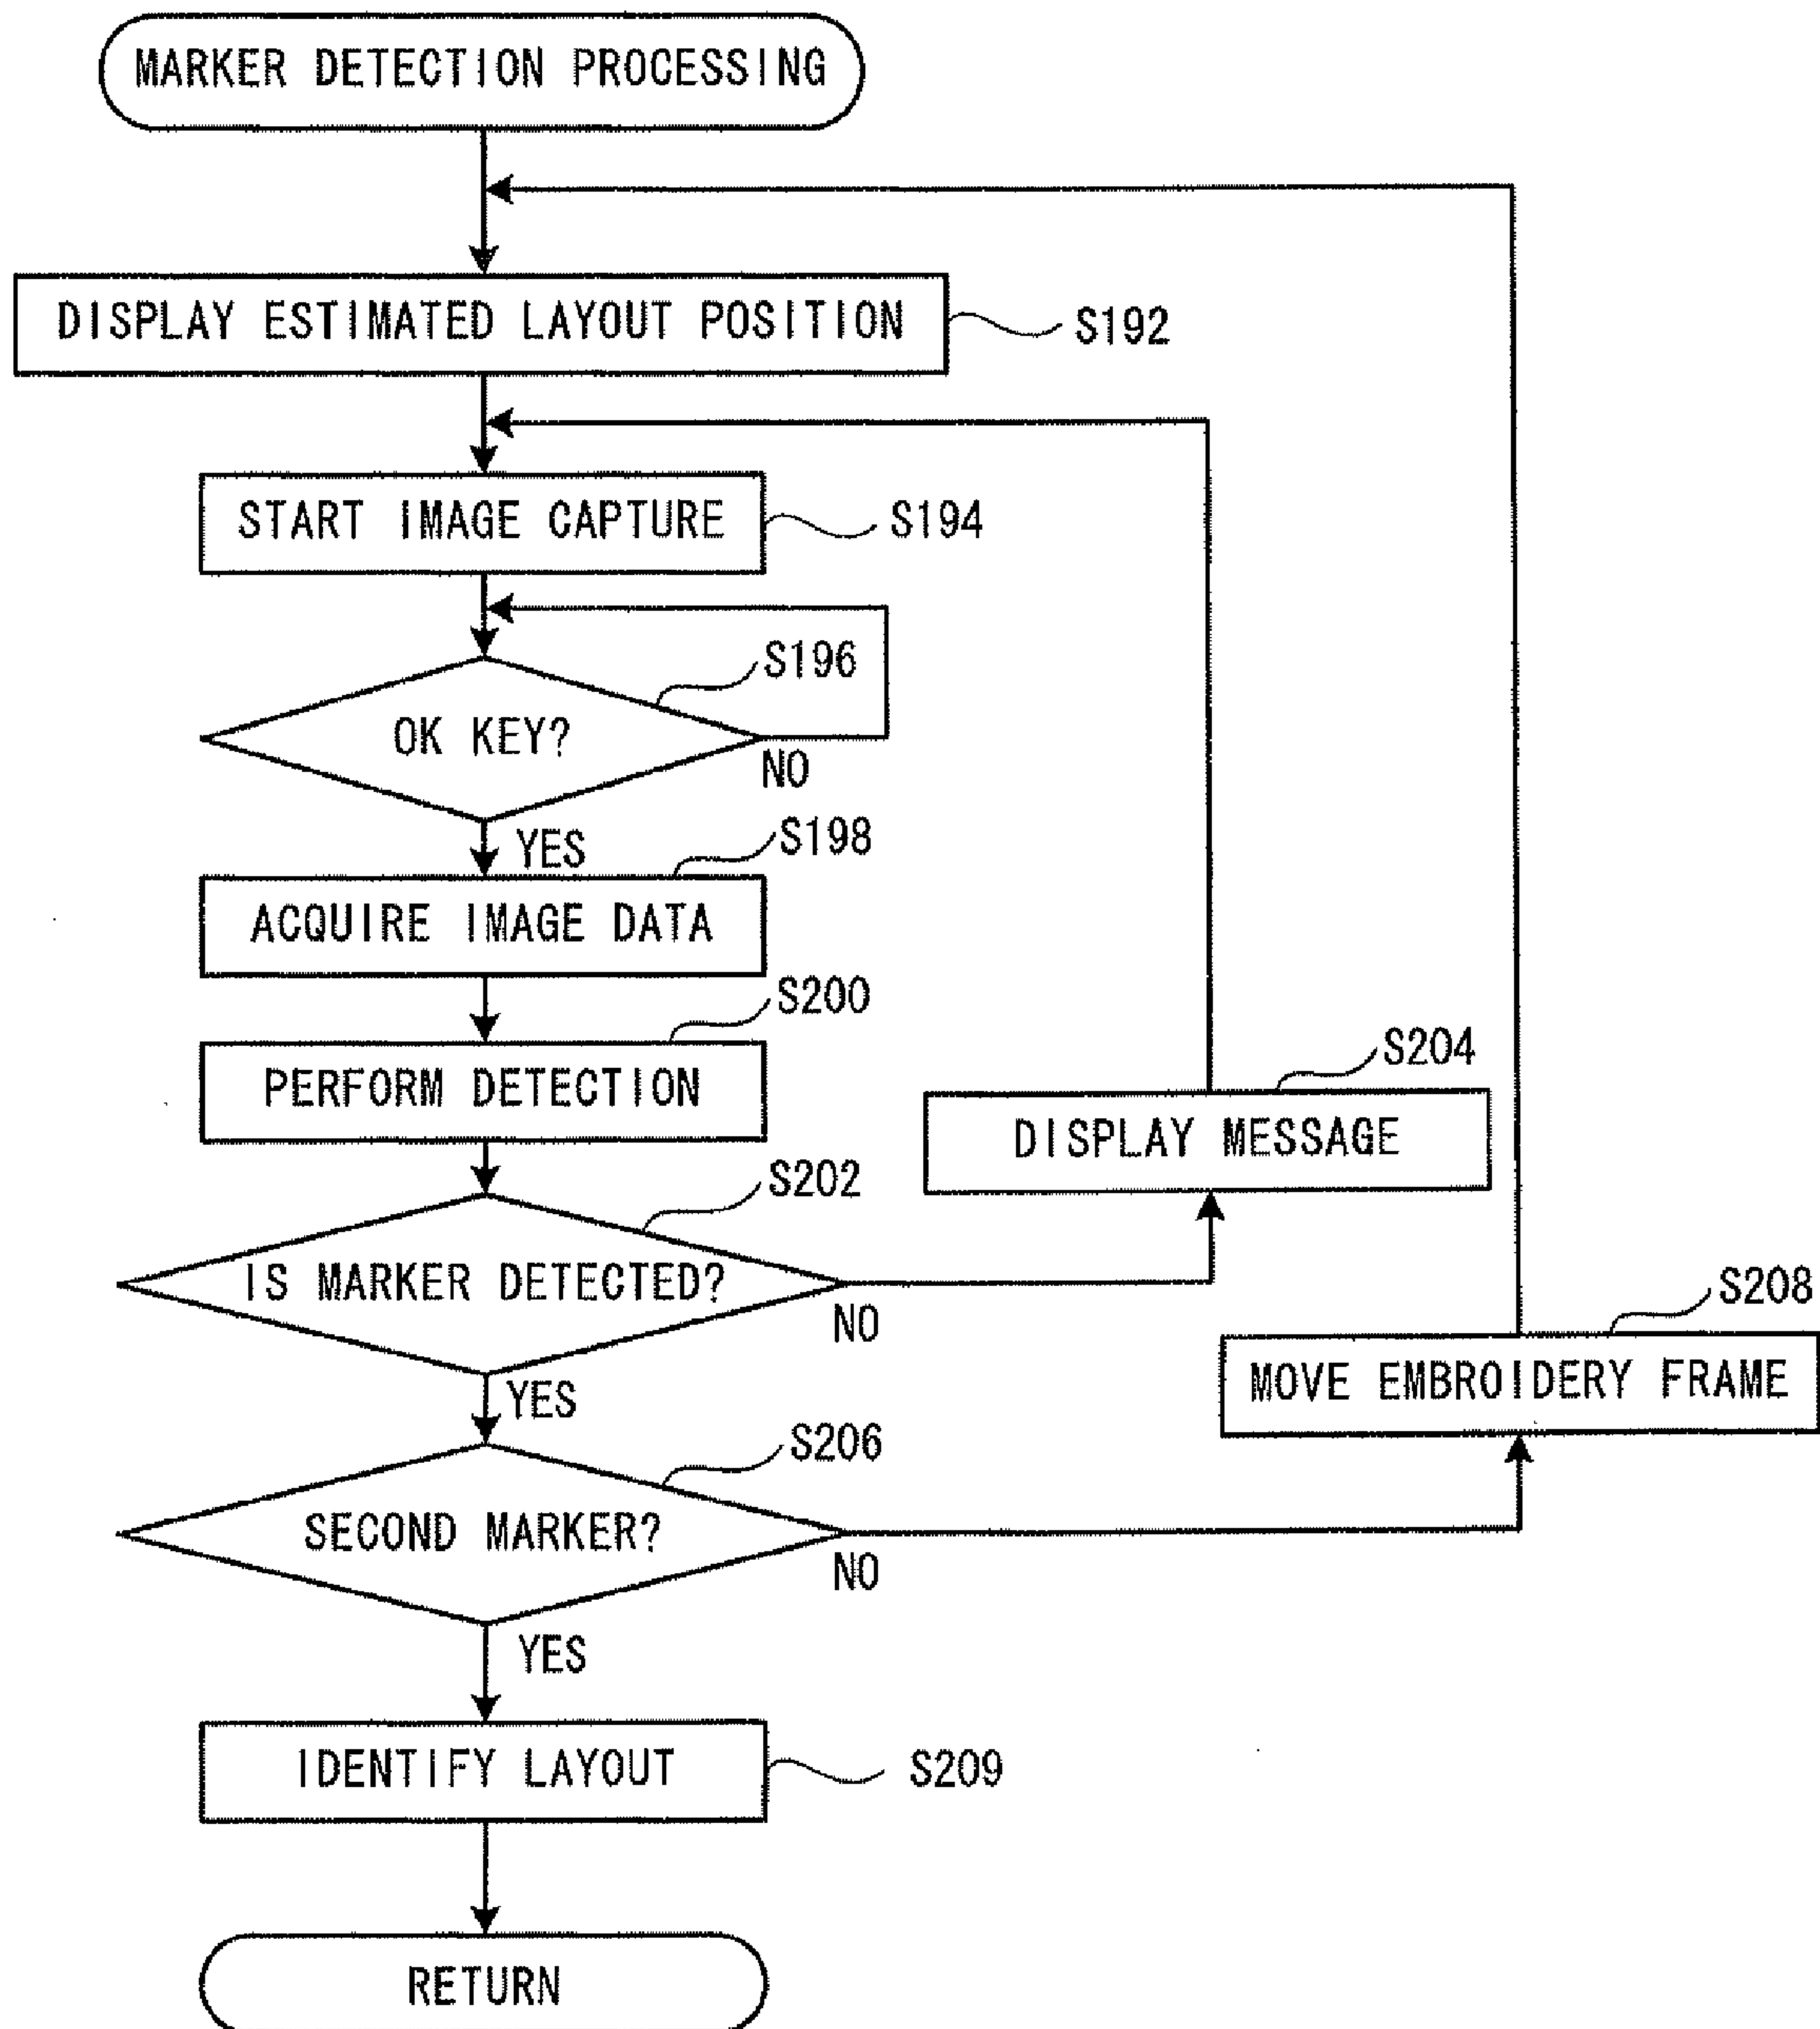 MARKER DETECTION PROCESSING
DISPLAY ESTIMATED LAYOUT POSITION
S192
START IMAGE CAPTURE
S194
S196
OK KEY?
NO
YES
S198
ACQUIRE IMAGE DATA
S200
PERFORM DETECTION
S204
DISPLAY MESSAGE
S202
IS MARKER DETECTED?
NO
YES
S208
MOVE EMBROIDERY FRAME
S206
SECOND MARKER?
NO
YES
IDENTIFY LAYOUT
S209
RETURN